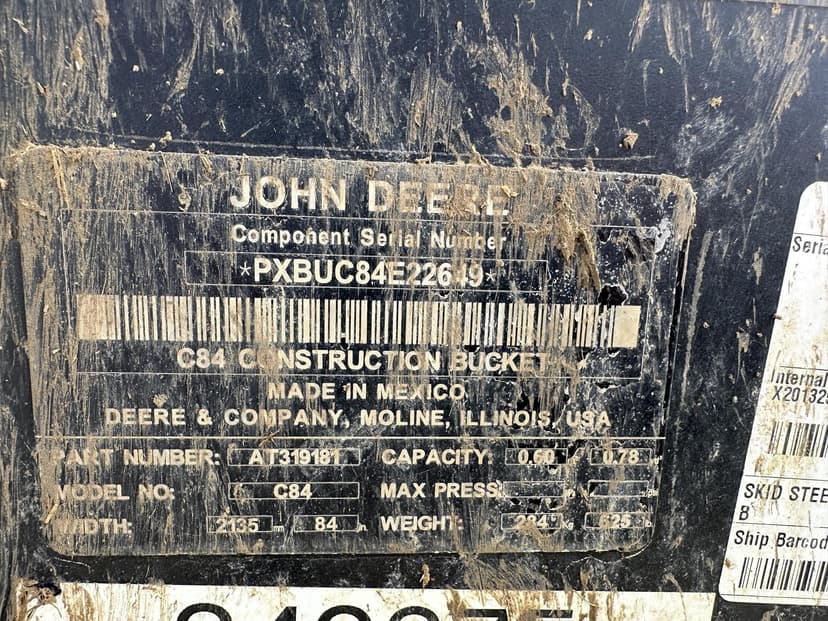 JOHN DEERE
Component Serial Number
C84 CONSTRUCTION BUCKET
MADE IN MEXICO
DEERE & COMPANY, MOLINE, ILLINOIS, USA
PART NUMBER: AT319181 CAPACITY: 0.60 0.78
MODEL NO: C84 MAX PRESS:
WIDTH: 2135 84 WEIGHT: 284 625
Internal
SKID STEE
B
Ship Barcod